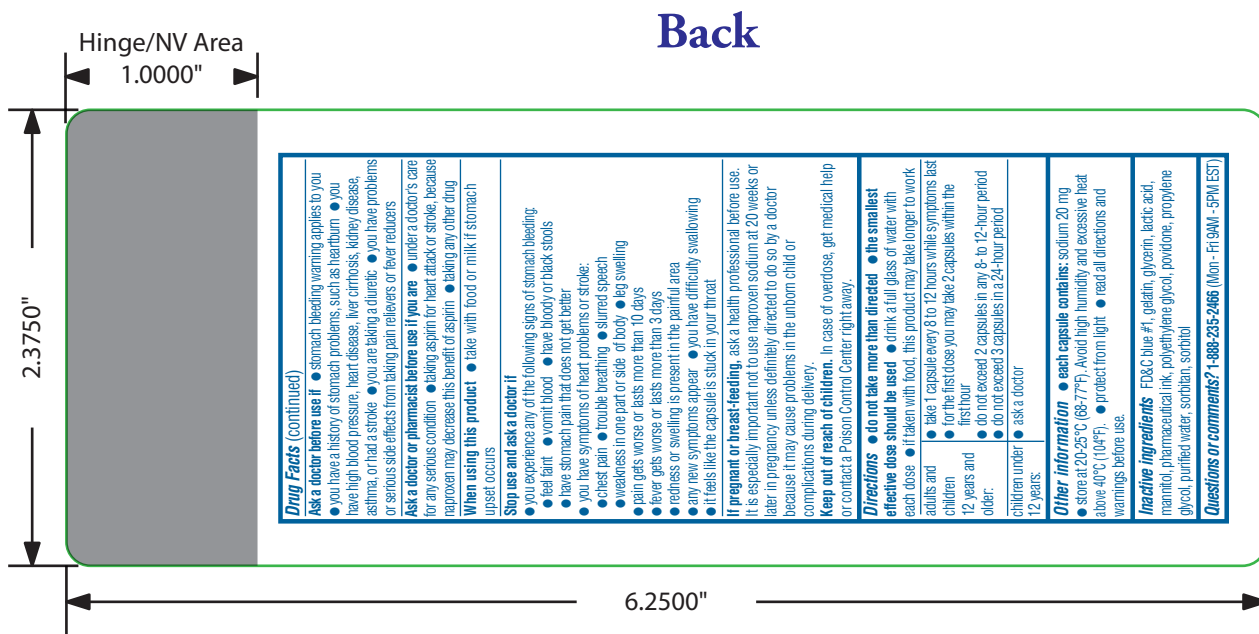 Back
Hinge/NV Area
1.0000"
2.3750"
6.2500"
Drug Facts (continued)
Ask a doctor before use if ● stomach bleeding warning applies to you
● you have a history of stomach problems, such as heartburn ● you
have high blood pressure, heart disease, liver cirrhosis, kidney disease,
asthma, or had a stroke ● you are taking a diuretic ● you have problems
or serious side effects from taking pain relievers or fever reducers
Ask a doctor or pharmacist before use if you are ● under a doctor's care
for any serious condition ● taking aspirin for heart attack or stroke, because
naproxen may decrease this benefit of aspirin ● taking any other drug
When using this product ● take with food or milk if stomach
upset occurs
Stop use and ask a doctor if
● you experience any of the following signs of stomach bleeding:
● feel faint ● vomit blood ● have bloody or black stools
● have stomach pain that does not get better
● you have symptoms of heart problems or stroke:
● chest pain ● trouble breathing ● slurred speech
● weakness in one part or side of body ● leg swelling
● pain gets worse or lasts more than 10 days
● fever gets worse or lasts more than 3 days
● redness or swelling is present in the painful area
● any new symptoms appear ● you have difficulty swallowing
● it feels like the capsule is stuck in your throat
If pregnant or breast-feeding, ask a health professional before use.
It is especially important not to use naproxen sodium at 20 weeks or
later in pregnancy unless definitely directed to do so by a doctor
because it may cause problems in the unborn child or
complications during delivery.
Keep out of reach of children. In case of overdose, get medical help
or contact a Poison Control Center right away.
Directions ● do not take more than directed ● the smallest
effective dose should be used ● drink a full glass of water with
each dose ● if taken with food, this product may take longer to work
adults and children 12 years and older:
● take 1 capsule every 8 to 12 hours while symptoms last
● for the first dose you may take 2 capsules within the
first hour
● do not exceed 2 capsules in any 8- to 12-hour period
● do not exceed 3 capsules in a 24-hour period
children under 12 years:
● ask a doctor
Other information ● each capsule contains: sodium 20 mg
● store at 20-25°C (68-77°F). Avoid high humidity and excessive heat
above 40°C (104°F). ● protect from light ● read all directions and
warnings before use.
Inactive ingredients FD&C blue #1, gelatin, glycerin, lactic acid,
mannitol, pharmaceutical ink, polyethylene glycol, povidone, propylene
glycol, purified water, sorbitan, sorbitol
Questions or comments? 1-888-235-2466 (Mon - Fri 9AM - 5PM EST)